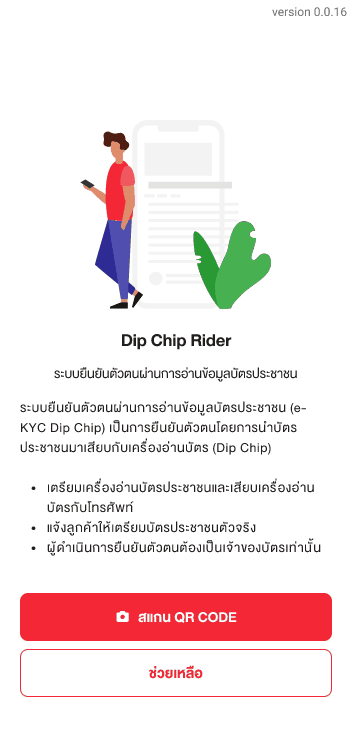 version 0.0.16
Dip Chip Rider
ระบบยืนยันตัวตนผ่านการอ่านข้อมูลบัตรประชาชน
ระบบยืนยันตัวตนผ่านการอ่านข้อมูลบัตรประชาชน (e-
KYC Dip Chip) เป็นการยืนยันตัวตนโดยการนำบัตร
ประชาชนมาเสียบกับเครื่องอ่านบัตร (Dip Chip)
• เตรียมเครื่องอ่านบัตรประชาชนและเสียบเครื่องอ่าน
บัตรกับโทรศัพท์
• แจ้งลูกค้าให้เตรียมบัตรประชาชนตัวจริง
• ผู้ดำเนินการยืนยันตัวตนต้องเป็นเจ้าของบัตรเท่านั้น
สแกน QR CODE
ช่วยเหลือ